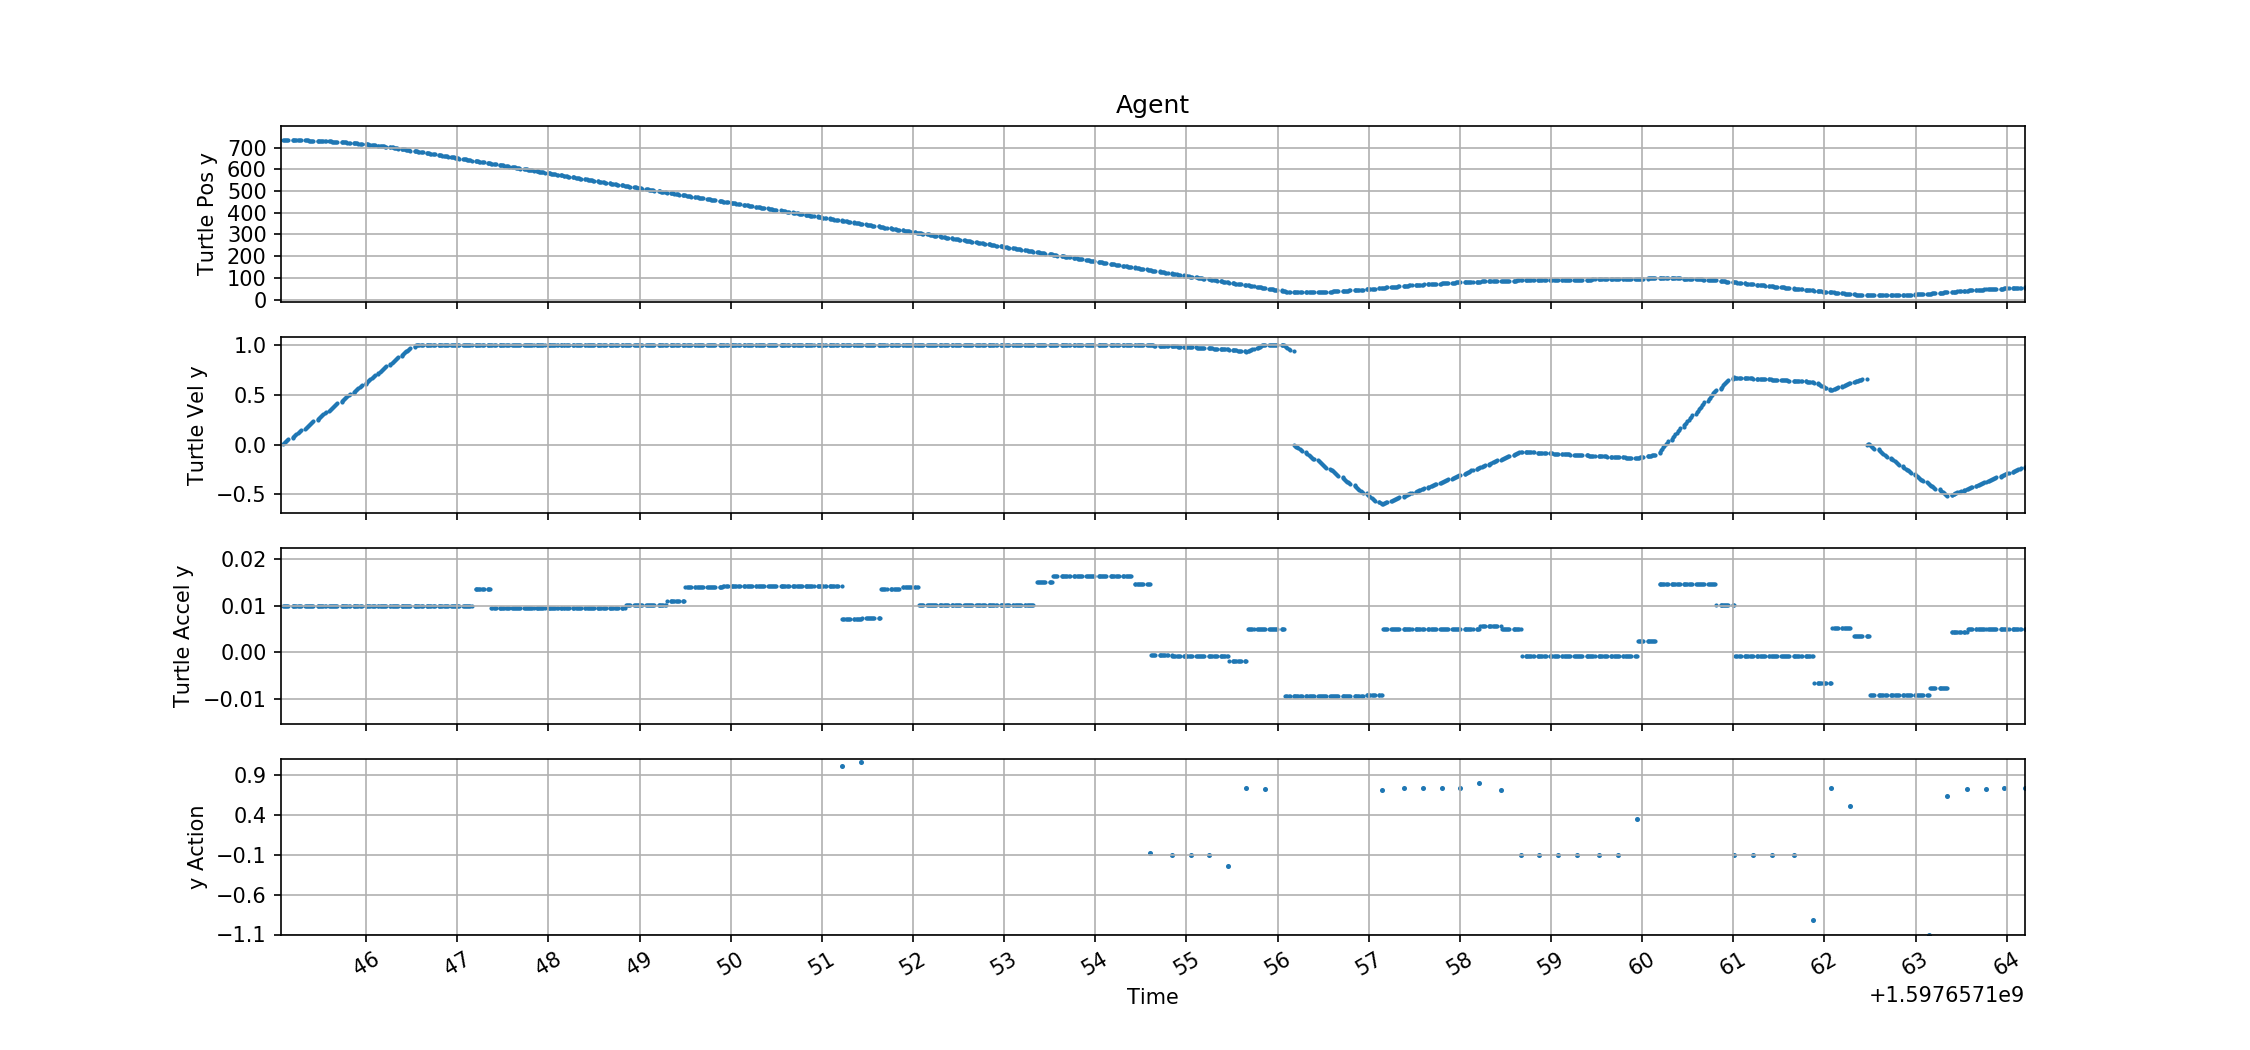 Agent
Turtle Pos y
700
600
500
400
300
200
100
0
Turtle Vel y
1.0
0.5
0.0
−0.5
Turtle Accel y
0.02
0.01
0.00
−0.01
y Action
0.9
0.4
−0.1
−0.6
−1.1
46 47 48 49 50 51 52 53 54 55 56 57 58 59 60 61 62 63 64
Time
+1.5976571e9